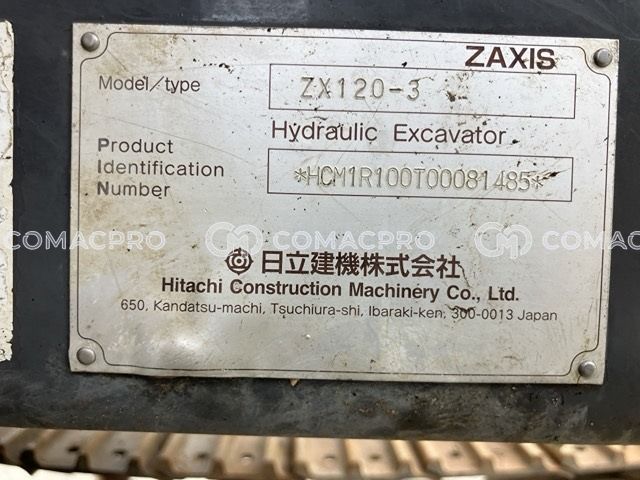 ZAXIS
Model/type ZX120-3
Hydraulic Excavator
Product
Identification
Number
*HCM1R100T00081485*
COMACPRO COMACPRO COMACPRO
日立建機株式会社
Hitachi Construction Machinery Co., Ltd.
650, Kandatsu-machi, Tsuchiura-shi, Ibaraki-ken, 300-0013 Japan